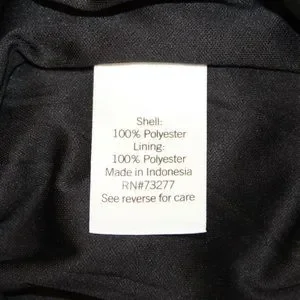 Shell:
100% Polyester
Lining:
100% Polyester
Made in Indonesia
RN#73277
See reverse for care